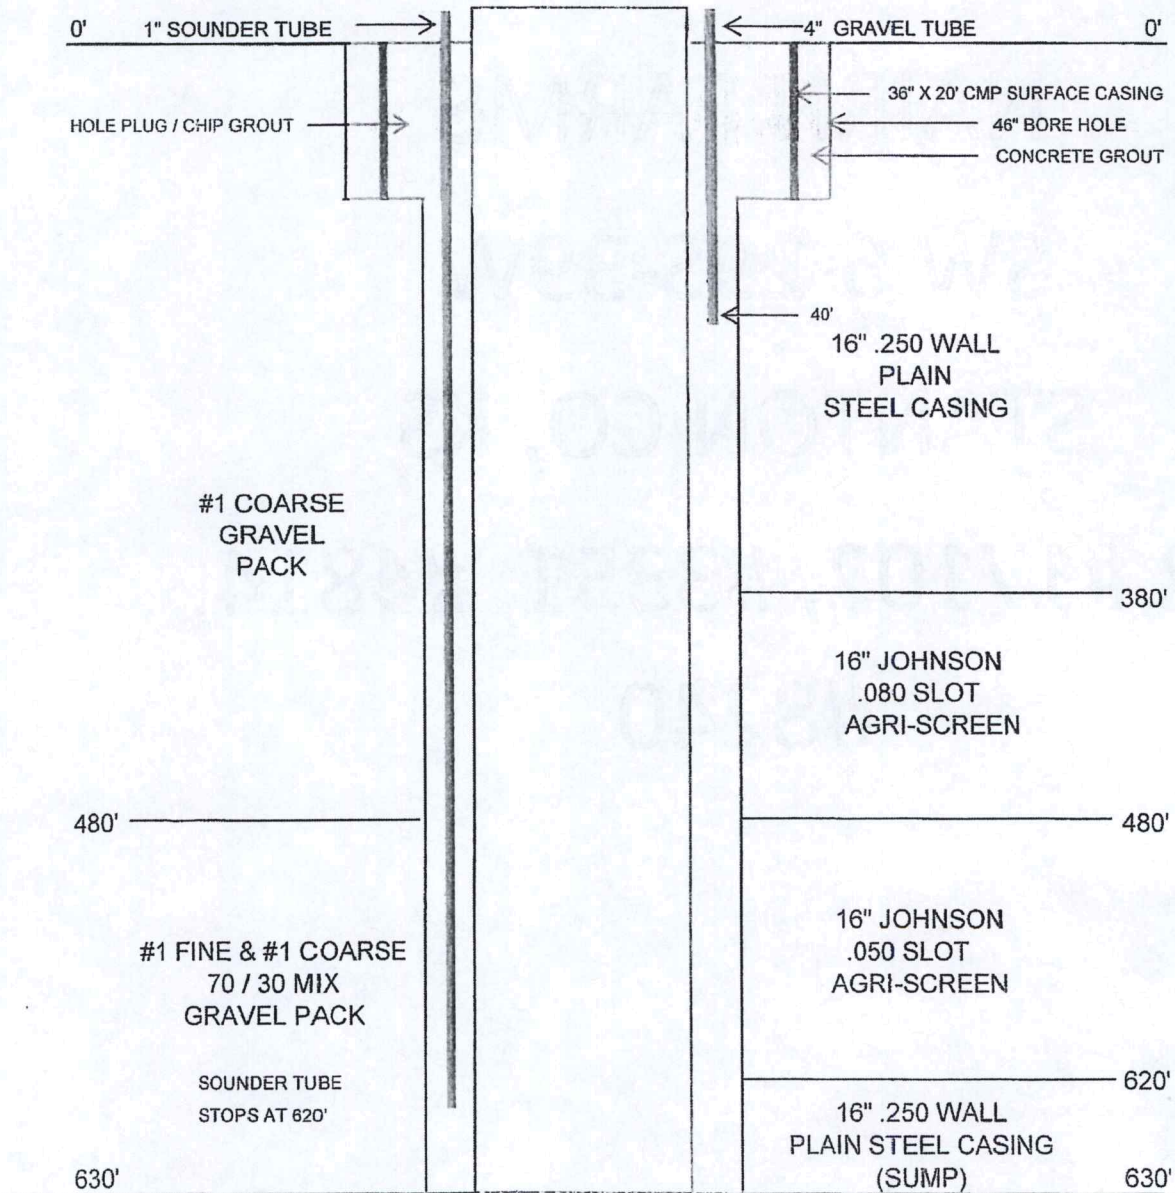 0' 1" SOUNDER TUBE 4" GRAVEL TUBE 0'
36" X 20' CMP SURFACE CASING
HOLE PLUG / CHIP GROUT 46" BORE HOLE
CONCRETE GROUT
40'
16" .250 WALL
PLAIN
STEEL CASING
#1 COARSE
GRAVEL
PACK
380'
16" JOHNSON
.080 SLOT
AGRI-SCREEN
480' 480'
16" JOHNSON
.050 SLOT
AGRI-SCREEN
#1 FINE & #1 COARSE
70 / 30 MIX
GRAVEL PACK
SOUNDER TUBE
STOPS AT 620'
620'
16" .250 WALL
PLAIN STEEL CASING
(SUMP)
630' 630'